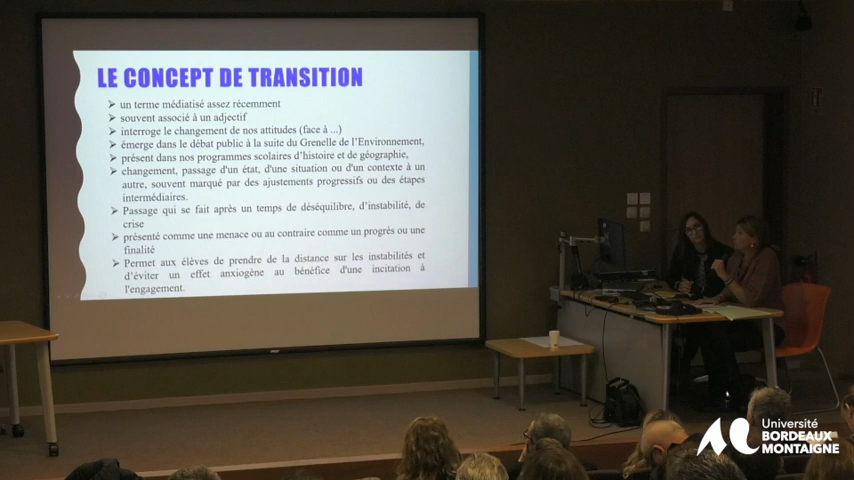 LE CONCEPT DE TRANSITION
➢ un terme médiatisé assez récemment
➢ souvent associé à un adjectif
➢ interroge le changement de nos attitudes (face à ...)
➢ émerge dans le débat public à la suite du Grenelle de l'Environnement,
➢ présent dans nos programmes scolaires d'histoire et de géographie,
➢ changement, passage d'un état, d'une situation ou d'un contexte à un
autre, souvent marqué par des ajustements progressifs ou des étapes
intermédiaires.
➢ Passage qui se fait après un temps de déséquilibre, d'instabilité, de
crise
➢ présenté comme une menace ou au contraire comme un progrès ou une
finalité
➢ Permet aux élèves de prendre de la distance sur les instabilités et
d'éviter un effet anxiogène au bénéfice d'une incitation à
l'engagement.
Université
BORDEAUX
MONTAIGNE